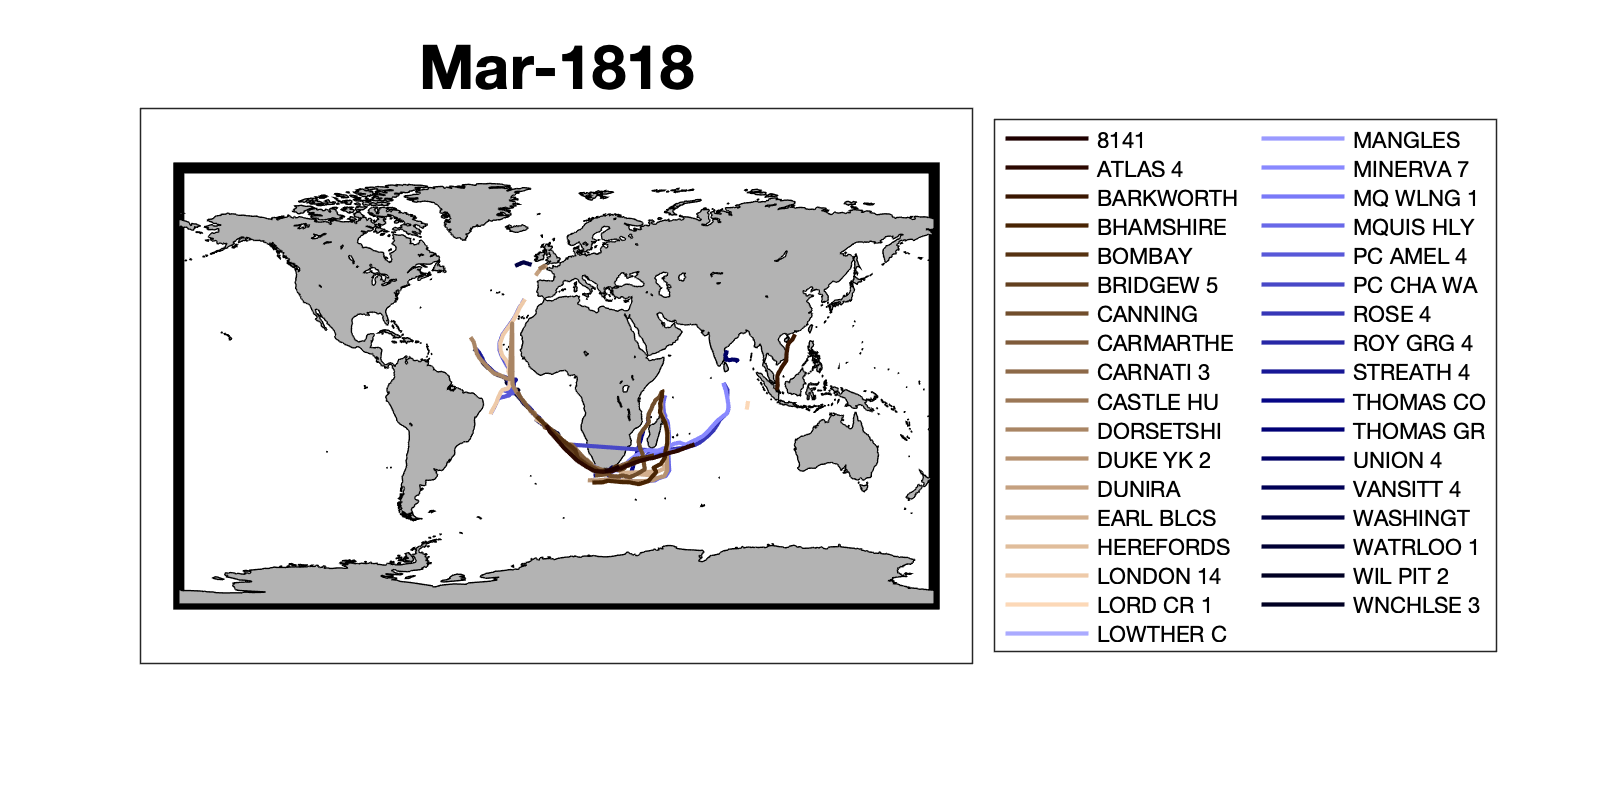 Mar-1818
8141
ATLAS 4
BARKWORTH
BHAMSHIRE
BOMBAY
BRIDGEW 5
CANNING
CARMARTHE
CARNATI 3
CASTLE HU
DORSETSHI
DUKE YK 2
DUNIRA
EARL BLCS
HEREFORDS
LONDON 14
LORD CR 1
LOWTHER C
MANGLES
MINERVA 7
MQ WLNG 1
MQUIS HLY
PC AMEL 4
PC CHA WA
ROSE 4
ROY GRG 4
STREATH 4
THOMAS CO
THOMAS GR
UNION 4
VANSITT 4
WASHINGT
WATRLOO 1
WIL PIT 2
WNCHLSE 3